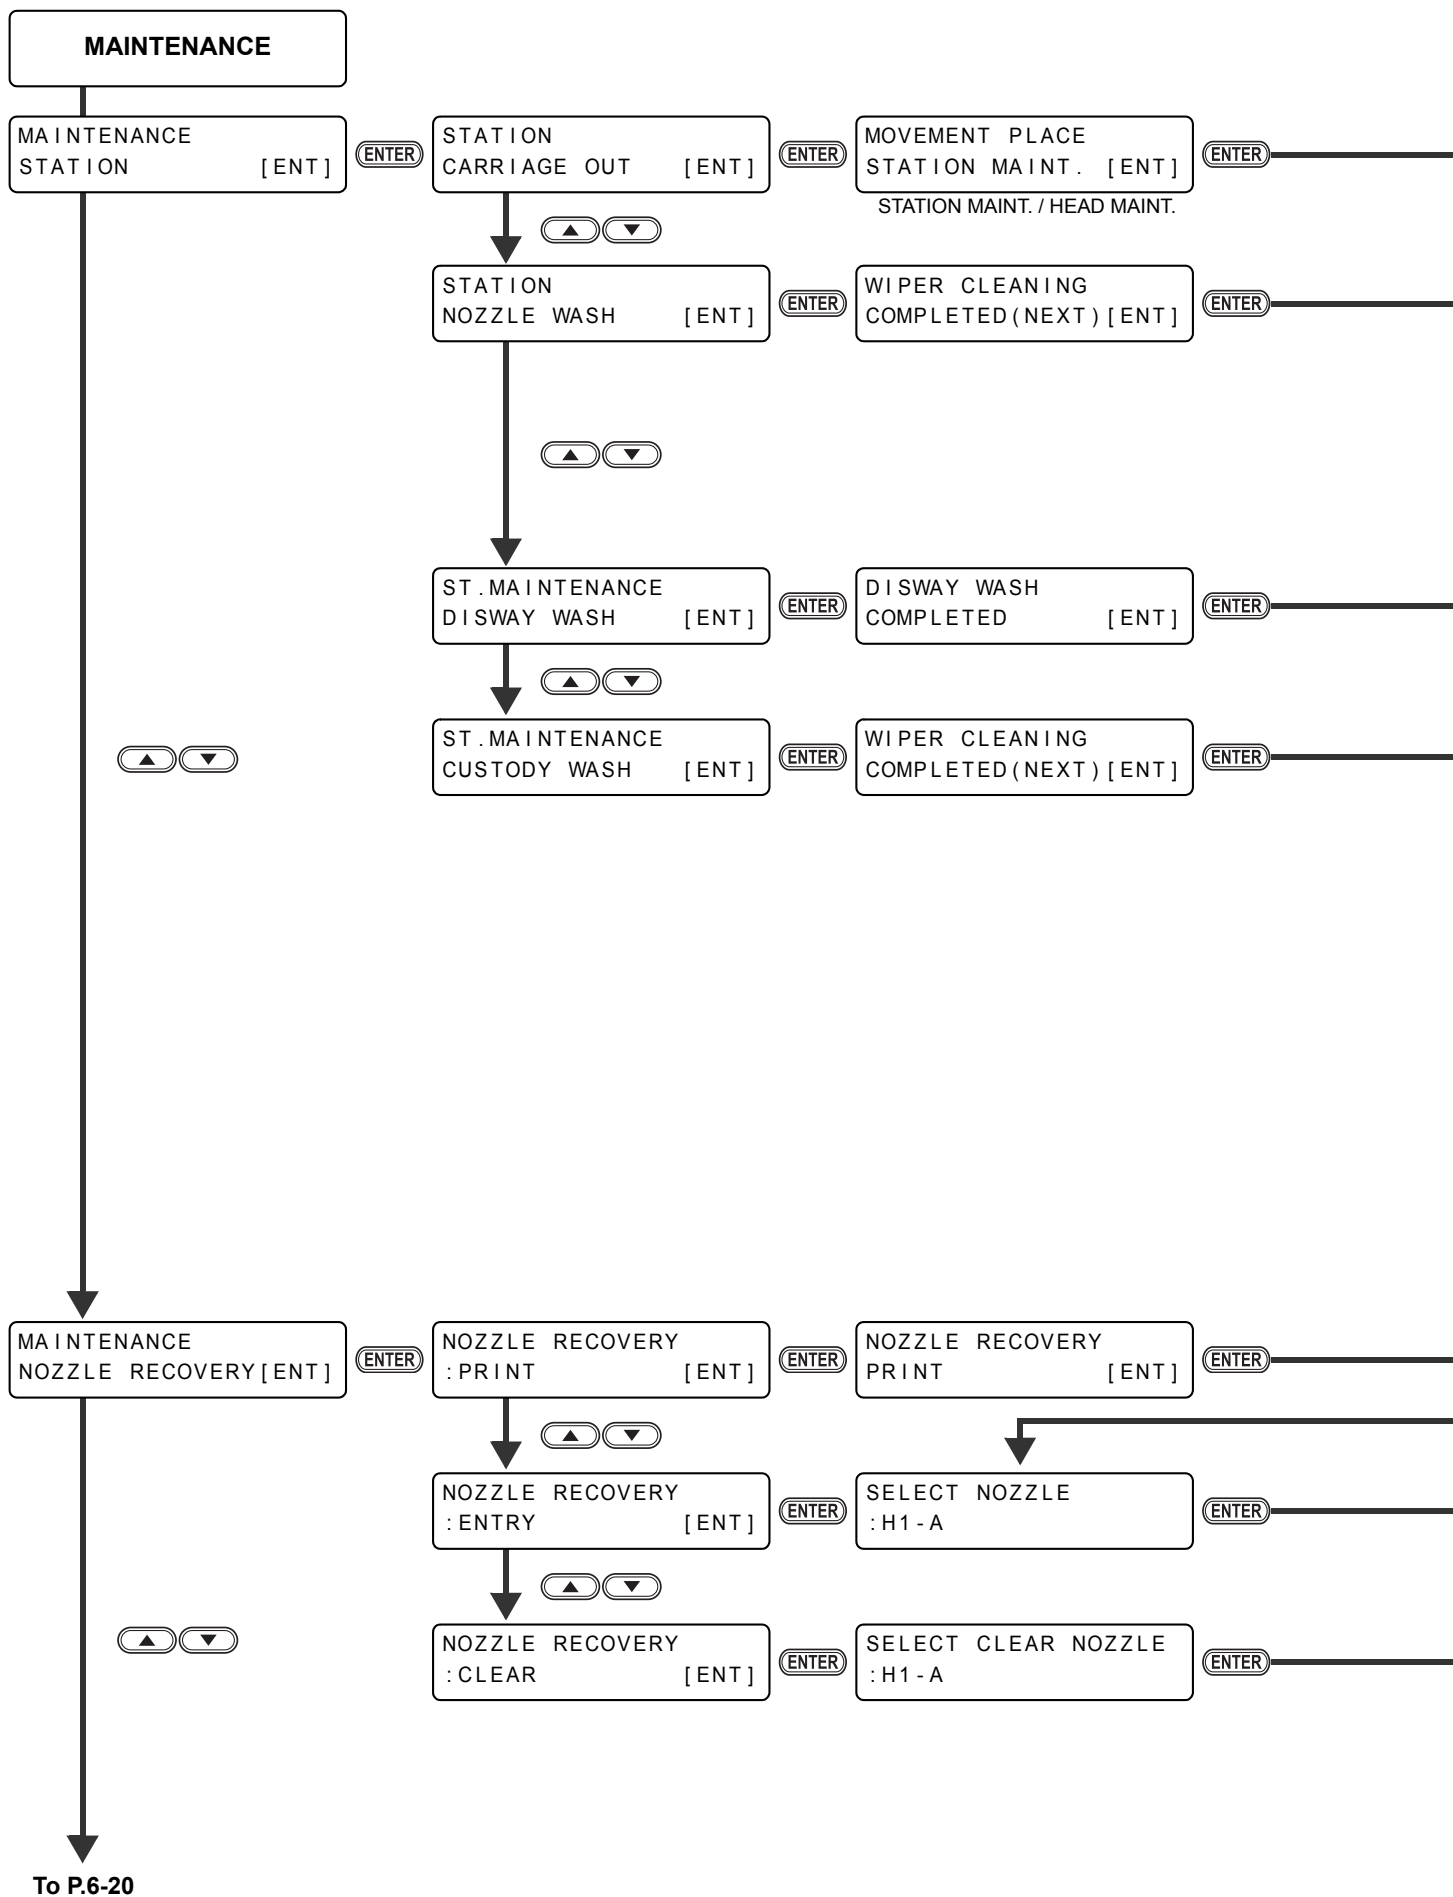 MAINTENANCE
MAINTENANCE
STATION [ENT]
ENTER
STATION
CARRIAGE OUT [ENT]
ENTER
MOVEMENT PLACE
STATION MAINT. [ENT]
ENTER
STATION MAINT. / HEAD MAINT.
STATION
NOZZLE WASH [ENT]
ENTER
WIPER CLEANING
COMPLETED(NEXT)[ENT]
ENTER
ST.MAINTENANCE
DISWAY WASH [ENT]
ENTER
DISWAY WASH
COMPLETED [ENT]
ENTER
ST.MAINTENANCE
CUSTODY WASH [ENT]
ENTER
WIPER CLEANING
COMPLETED(NEXT)[ENT]
ENTER
MAINTENANCE
NOZZLE RECOVERY[ENT]
ENTER
NOZZLE RECOVERY
:PRINT [ENT]
ENTER
NOZZLE RECOVERY
PRINT [ENT]
ENTER
NOZZLE RECOVERY
:ENTRY [ENT]
ENTER
SELECT NOZZLE
:H1-A
ENTER
NOZZLE RECOVERY
:CLEAR [ENT]
ENTER
SELECT CLEAR NOZZLE
:H1-A
ENTER
To P.6-20